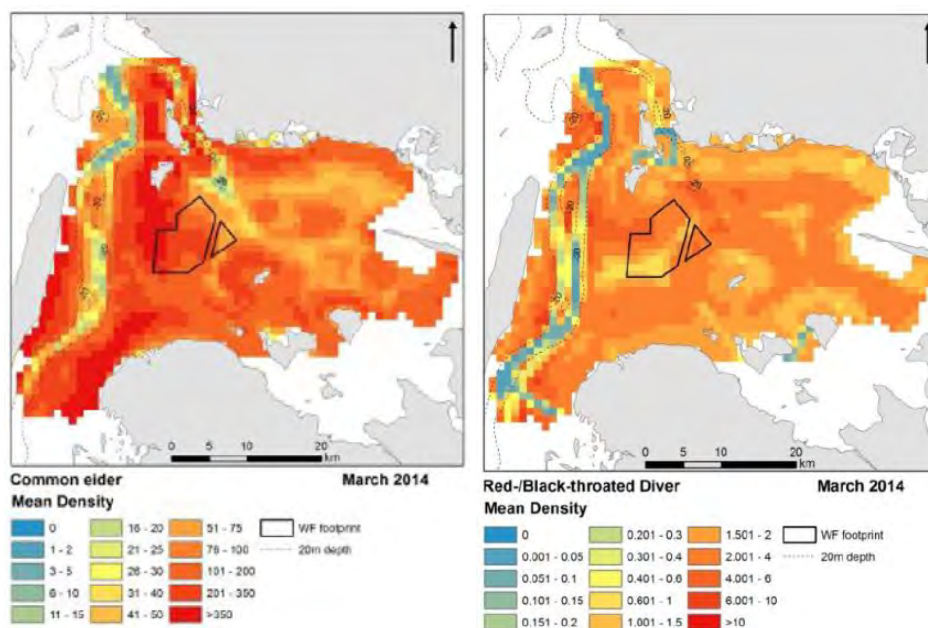 0 5 10 20
km
Common eider March 2014
Mean Density
0
1 - 2
3 - 5
6 - 10
11 - 15
16 - 20
21 - 25
26 - 30
31 - 40
41 - 50
51 - 75
76 - 100
101 - 200
201 - 350
>350
WF footprint
20m depth
0 5 10 20
km
Red-/Black-throated Diver March 2014
Mean Density
0
0.001 - 0.05
0.051 - 0.1
0.101 - 0.15
0.151 - 0.2
0.201 - 0.3
0.301 - 0.4
0.401 - 0.6
0.601 - 1
1.001 - 1.5
1.501 - 2
2.001 - 4
4.001 - 6
6.001 - 10
>10
WF footprint
20m depth